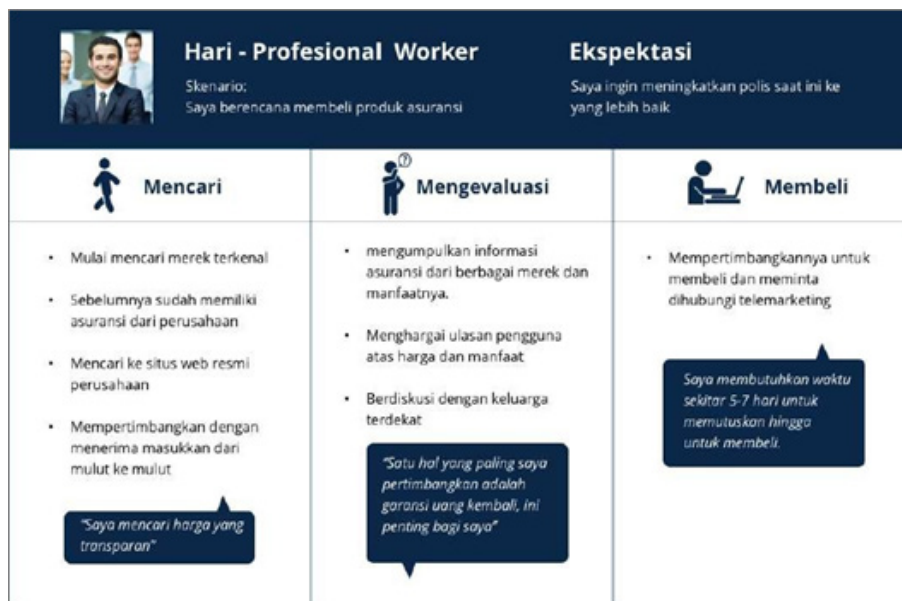 Hari - Profesional Worker
Skenario:
Saya berencana membeli produk asuransi
Ekspektasi
Saya ingin meningkatkan polis saat ini ke
yang lebih baik
Mencari
• Mulai mencari merek terkenal
• Sebelumnya sudah memiliki
asuransi dari perusahaan
• Mencari ke situs web resmi
perusahaan
• Mempertimbangkan dengan
menerima masukkan dari
mulut ke mulut
"Saya mencari harga yang
transparan"
?
Mengevaluasi
• mengumpulkan informasi
asuransi dari berbagai merek dan
manfaatnya.
• Menghargai ulasan pengguna
atas harga dan manfaat
• Berdiskusi dengan keluarga
terdekat
"Satu hal yang paling saya
pertimbangkan adalah
garansi uang kembali, ini
penting bagi saya"
Membeli
• Mempertimbangkannya untuk
membeli dan meminta
dihubungi telemarketing
Saya membutuhkan waktu
sekitar 5-7 hari untuk
memutuskan hingga
untuk membeli.